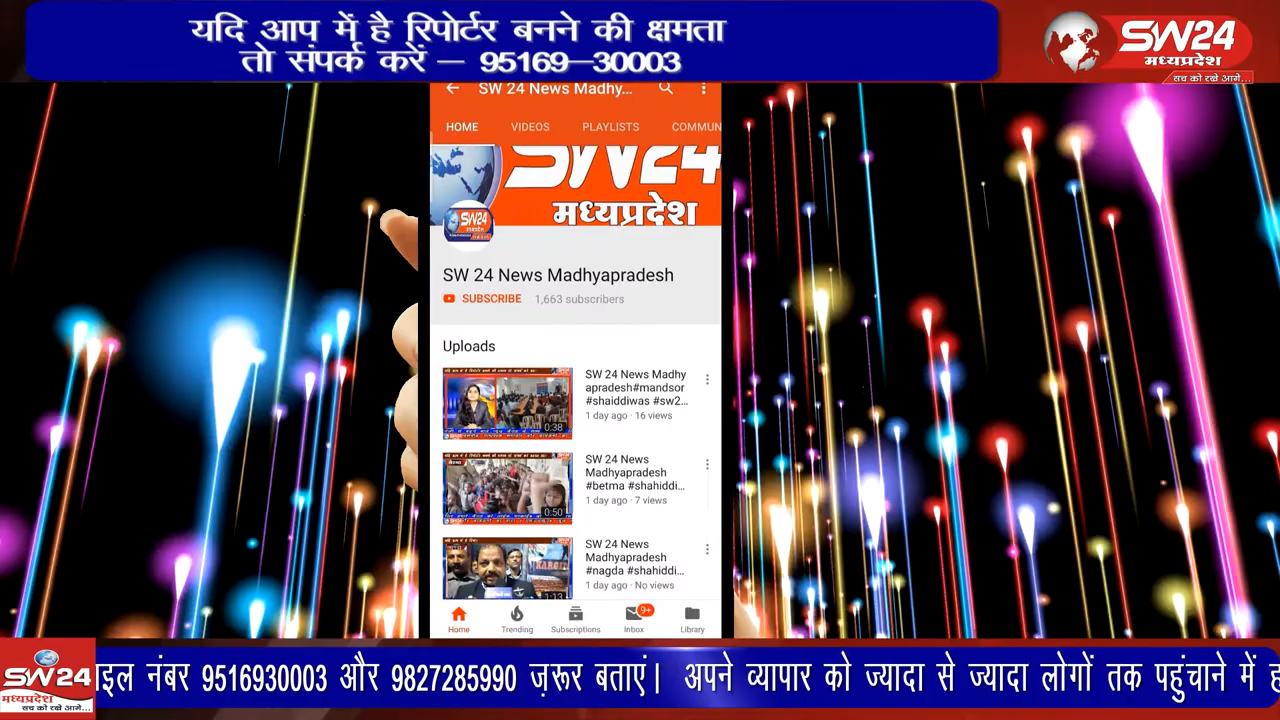 यदि आप में है रिपोर्टर बनने की क्षमता
तो संपर्क करें – 95169–30003
SW24
मध्यप्रदेश
सच को रखे आगे...
SW 24 News Madhy...
HOME VIDEOS PLAYLISTS COMMUN
SW24
मध्यप्रदेश
SW24
SW 24 News Madhyapradesh
SUBSCRIBE 1,663 subscribers
Uploads
SW 24 News Madhy
apradesh#mandsor
#shaiddiwas #sw2...
1 day ago · 16 views
0:38
SW 24 News
Madhyapradesh
#betma #shahiddi...
1 day ago · 7 views
0:50
SW 24 News
Madhyapradesh
#nagda #shahiddi...
1 day ago · No views
1:13
9+
Home Trending Subscriptions Inbox Library
SW24
मध्यप्रदेश
सच को रखे आगे...
इल नंबर 9516930003 और 9827285990 ज़रूर बताएं। अपने व्यापार को ज्यादा से ज्यादा लोगों तक पहुंचाने में ह